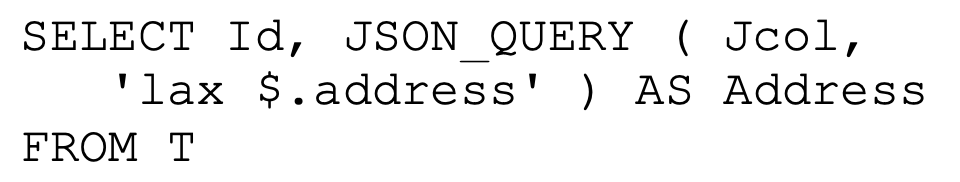 SELECT Id, JSON_QUERY ( Jcol,
'lax $.address' ) AS Address
FROM T